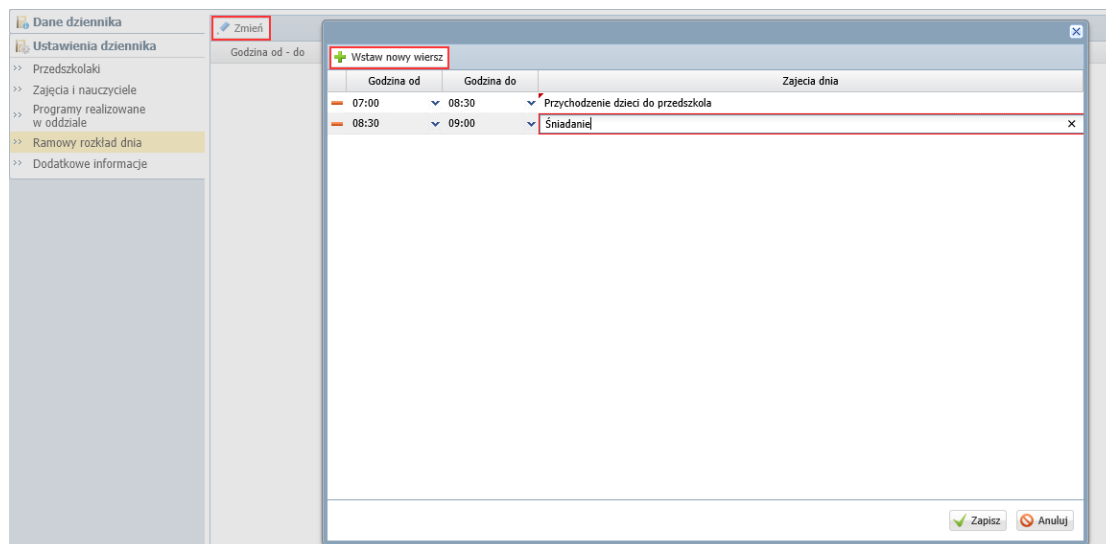 Dane dziennika
Ustawienia dziennika
>> Przedszkolaki
>> Zajęcia i nauczyciele
>> Programy realizowane
w oddziale
>> Ramowy rozkład dnia
>> Dodatkowe informacje
Zmień
Godzina od - do
Wstaw nowy wiersz
Godzina od Godzina do Zajecia dnia
07:00 08:30 Przychodzenie dzieci do przedszkola
08:30 09:00 Śniadanie
Zapisz Anuluj